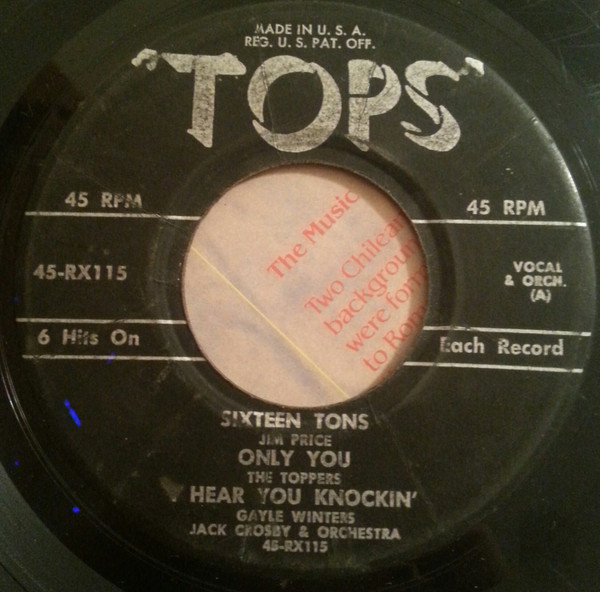 MADE IN U. S. A.
REG. U. S. PAT. OFF.
"TOPS"
45 RPM
45 RPM
45-RX115
VOCAL
& ORCH.
(A)
6 Hits On
Each Record
The Music
Two Chilean
background
were form
to Rom
SIXTEEN TONS
JIM PRICE
ONLY YOU
THE TOPPERS
HEAR YOU KNOCKIN'
GAYLE WINTERS
JACK CROSBY & ORCHESTRA
45-RX115